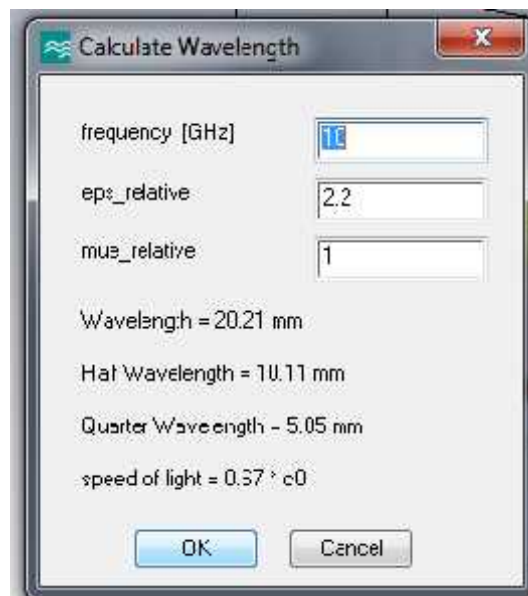 Calculate Wavelength
frequency [GHz]
10
eps_relative
2.2
mue_relative
1
Wavelength = 20.21 mm
Half Wavelength = 10.11 mm
Quarter Wavelength = 5.05 mm
speed of light = 0.67 * c0
OK
Cancel